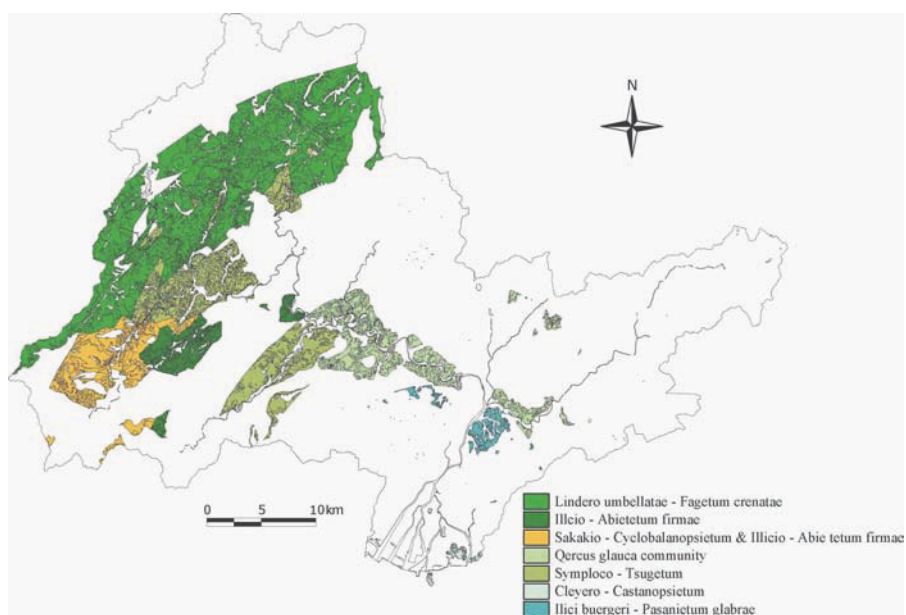 N
0 5 10km
Lindero umbellatae - Fagetum crenatae
Illcio - Abietetum firmae
Sakakio - Cyclobalanopsietum & Illicio - Abie tetum firmae
Qercus glauca community
Symploco - Tsugetum
Cleyero - Castanopsietum
Ilici buergeri - Pasanietum glabrae